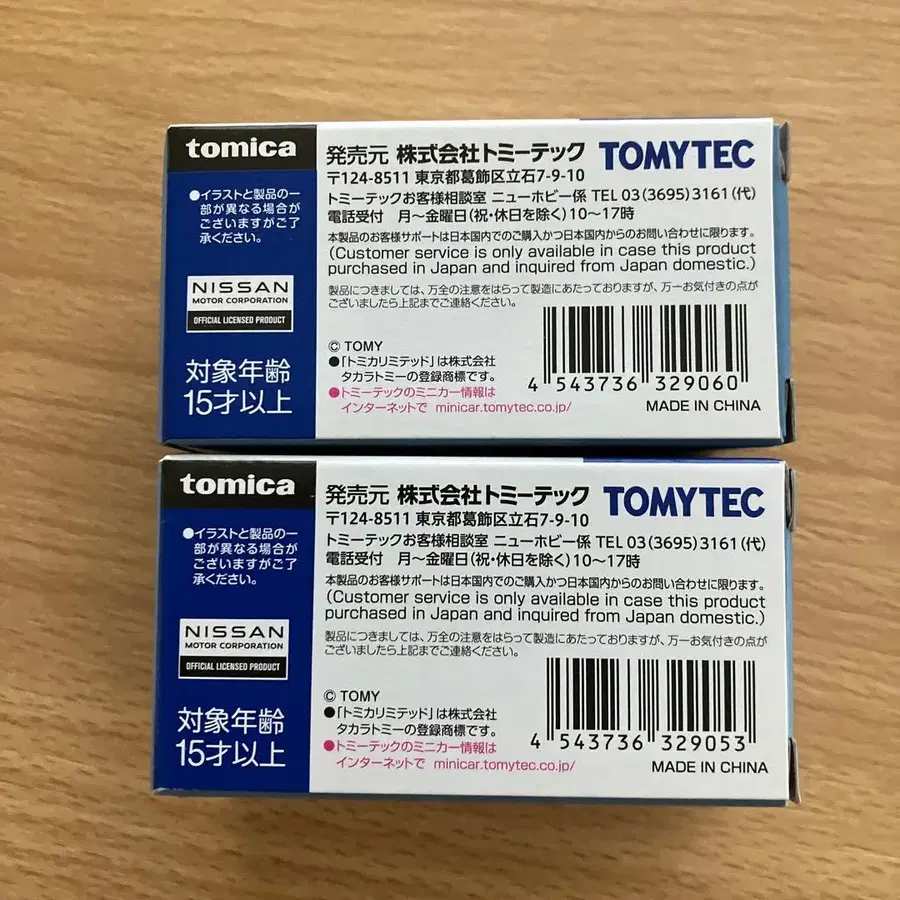 tomica
●イラストと製品の一
部が異なる場合が
ございますがご了
承ください。
NISSAN
MOTOR CORPORATION
OFFICIAL LICENSED PRODUCT
対象年齢
15才以上
発売元 株式会社トミーテック TOMYTEC
〒124-8511 東京都葛飾区立石7-9-10
トミーテックお客様相談室 ニューホビー係 TEL 03(3695)3161(代)
電話受付 月〜金曜日(祝・休日を除く)10〜17時
本製品のお客様サポートは日本国内でのご購入かつ日本国内からのお問い合わせに限ります。
(Customer service is only available in case this product
purchased in Japan and inquired from Japan domestic.)
製品につきましては、万全の注意をはらって製造にあたっておりますが、万一お気付きの点が
ございましたら上記までご連絡ください。
© TOMY
●「トミカリミテッド」は株式会社
タカラトミーの登録商標です。
●トミーテックのミニカー情報は
インターネットで minicar.tomytec.co.jp/
4 543736 329060
MADE IN CHINA
tomica
●イラストと製品の一
部が異なる場合が
ございますがご了
承ください。
NISSAN
MOTOR CORPORATION
OFFICIAL LICENSED PRODUCT
対象年齢
15才以上
発売元 株式会社トミーテック TOMYTEC
〒124-8511 東京都葛飾区立石7-9-10
トミーテックお客様相談室 ニューホビー係 TEL 03(3695)3161(代)
電話受付 月〜金曜日(祝・休日を除く)10〜17時
本製品のお客様サポートは日本国内でのご購入かつ日本国内からのお問い合わせに限ります。
(Customer service is only available in case this product
purchased in Japan and inquired from Japan domestic.)
製品につきましては、万全の注意をはらって製造にあたっておりますが、万一お気付きの点が
ございましたら上記までご連絡ください。
© TOMY
●「トミカリミテッド」は株式会社
タカラトミーの登録商標です。
●トミーテックのミニカー情報は
インターネットで minicar.tomytec.co.jp/
4 543736 329053
MADE IN CHINA